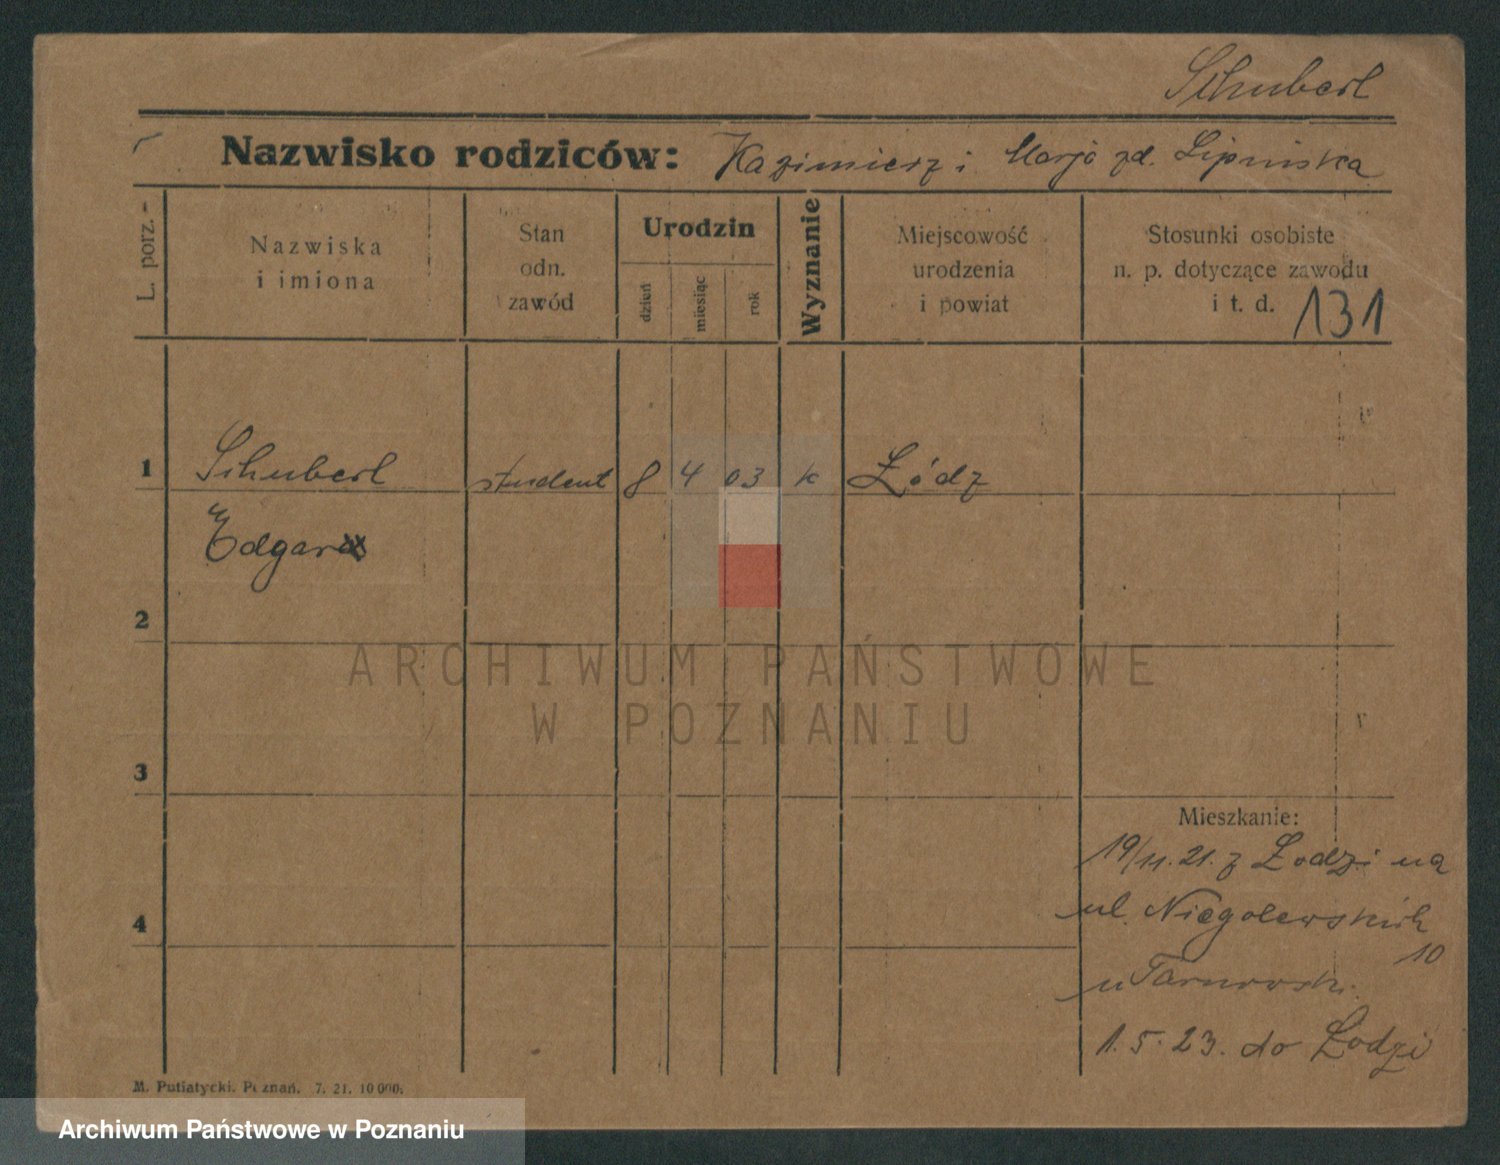 Schubert
Nazwisko rodziców: Kazimierz i Marja zd. Lipińska
L. porz.
Nazwiska
i imiona
Stan
odn.
zawód
Urodzin
dzień
miesiąc
rok
Wyznanie
Miejscowość
urodzenia
i powiat
Stosunki osobiste
n. p. dotyczące zawodu
i t. d.
131
1 Schubert student 8 4 03 k Łódz
Edgar
2
ARCHIWUM PAŃSTWOWE
W POZNANIU
3
Mieszkanie:
19/11. 21. z Łodzi na
ul. Niegolewskich
10
u Tarnowski.
4
1. 5. 23. do Łodzi
M. Putiatycki. Poznań. 7. 21. 10 000.
Archiwum Państwowe w Poznaniu